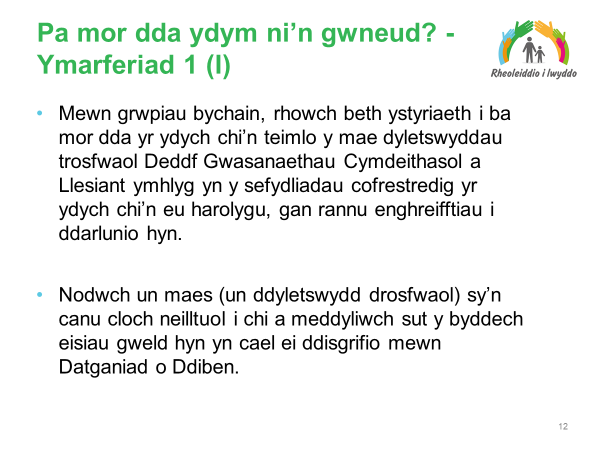 Pa mor dda ydym ni’n gwneud? -
Ymarferiad 1 (I)
Rheoleiddio i lwyddo
• Mewn grwpiau bychain, rhowch beth ystyriaeth i ba
mor dda yr ydych chi’n teimlo y mae dyletswyddau
trosfwaol Deddf Gwasanaethau Cymdeithasol a
Llesiant ymhlyg yn y sefydliadau cofrestredig yr
ydych chi’n eu harolygu, gan rannu enghreifftiau i
ddarlunio hyn.
• Nodwch un maes (un ddyletswydd drosfwaol) sy’n
canu cloch neilltuol i chi a meddyliwch sut y byddech
eisiau gweld hyn yn cael ei ddisgrifio mewn
Datganiad o Ddiben.
12